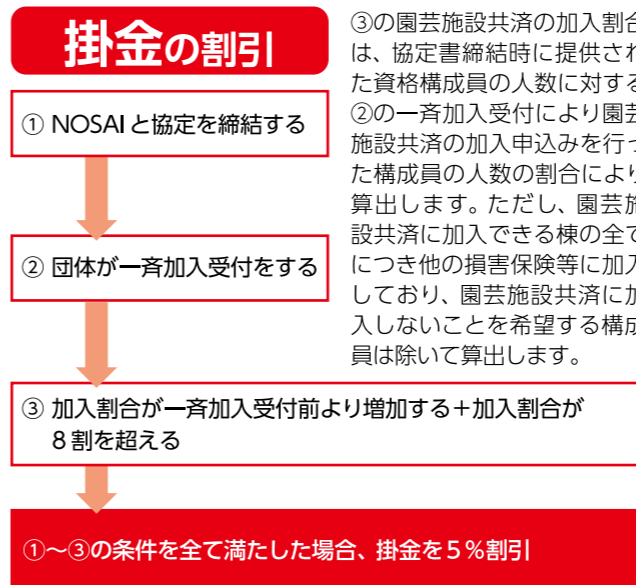 掛金の割引
① NOSAIと協定を締結する
② 団体が一斉加入受付をする
③の園芸施設共済の加入割合
は、協定書締結時に提供され
た資格構成員の人数に対する
②の一斉加入受付により園芸
施設共済の加入申込みを行っ
た構成員の人数の割合により
算出します。ただし、園芸施
設共済に加入できる棟の全て
につき他の損害保険等に加入
しており、園芸施設共済に加
入しないことを希望する構成
員は除いて算出します。
③ 加入割合が一斉加入受付前より増加する＋加入割合が
８割を超える
①～③の条件を全て満たした場合、掛金を５％割引